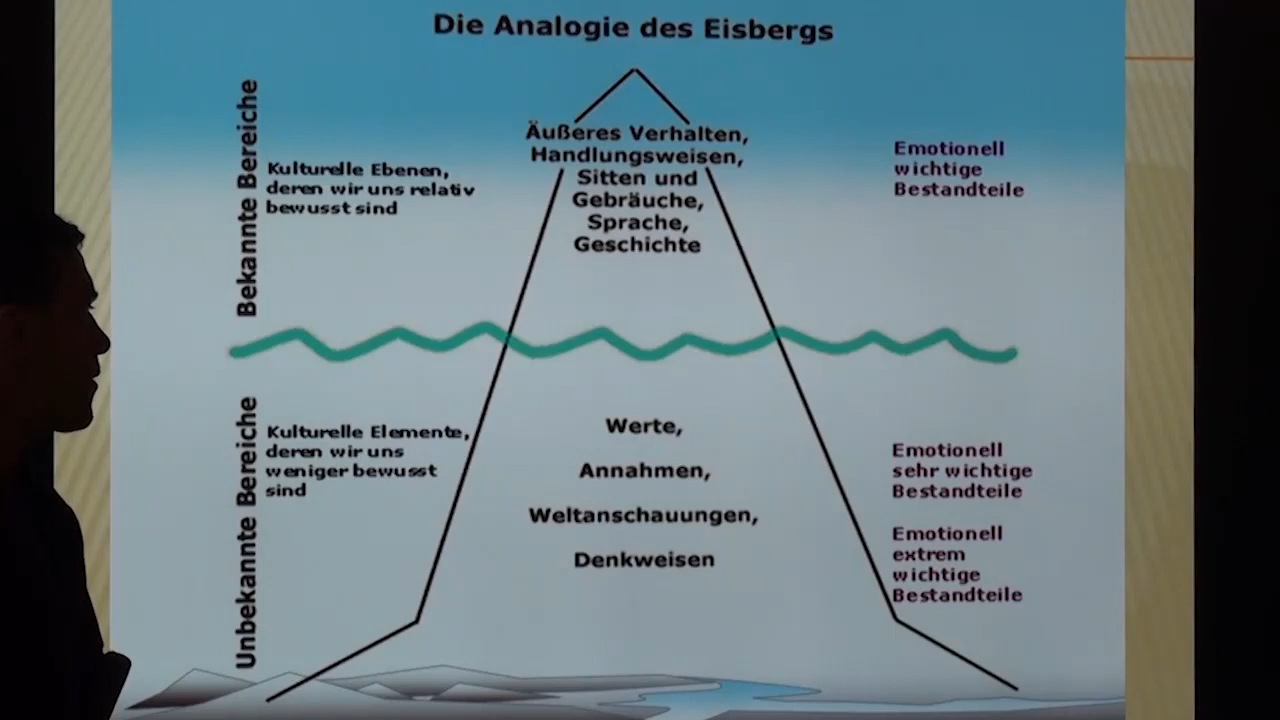 Die Analogie des Eisbergs
Bekannte Bereiche
Kulturelle Ebenen,
deren wir uns relativ
bewusst sind
Äußeres Verhalten,
Handlungsweisen,
Sitten und
Gebräuche,
Sprache,
Geschichte
Emotionell
wichtige
Bestandteile
Unbekannte Bereiche
Kulturelle Elemente,
deren wir uns
weniger bewusst
sind
Werte,
Annahmen,
Weltanschauungen,
Denkweisen
Emotionell
sehr wichtige
Bestandteile
Emotionell
extrem
wichtige
Bestandteile